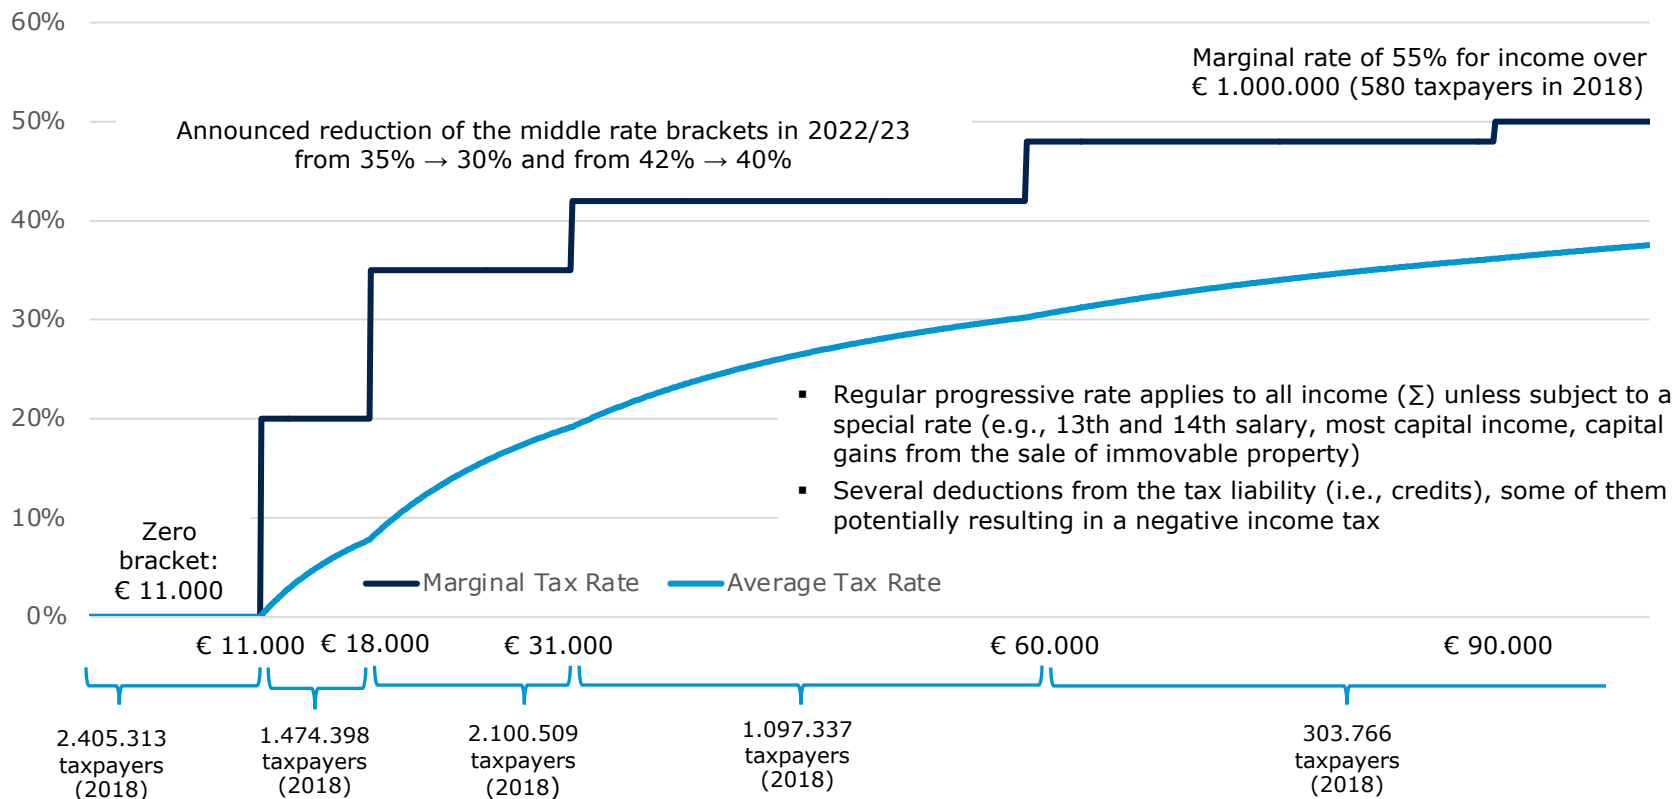 60%
50%
40%
30%
20%
10%
0%
Marginal rate of 55% for income over
€ 1.000.000 (580 taxpayers in 2018)
Announced reduction of the middle rate brackets in 2022/23
from 35% → 30% and from 42% → 40%
▪ Regular progressive rate applies to all income (Σ) unless subject to a
special rate (e.g., 13th and 14th salary, most capital income, capital
gains from the sale of immovable property)
▪ Several deductions from the tax liability (i.e., credits), some of them
potentially resulting in a negative income tax
Zero
bracket:
€ 11.000
Marginal Tax Rate
Average Tax Rate
€ 11.000
€ 18.000
€ 31.000
€ 60.000
€ 90.000
2.405.313
taxpayers
(2018)
1.474.398
taxpayers
(2018)
2.100.509
taxpayers
(2018)
1.097.337
taxpayers
(2018)
303.766
taxpayers
(2018)